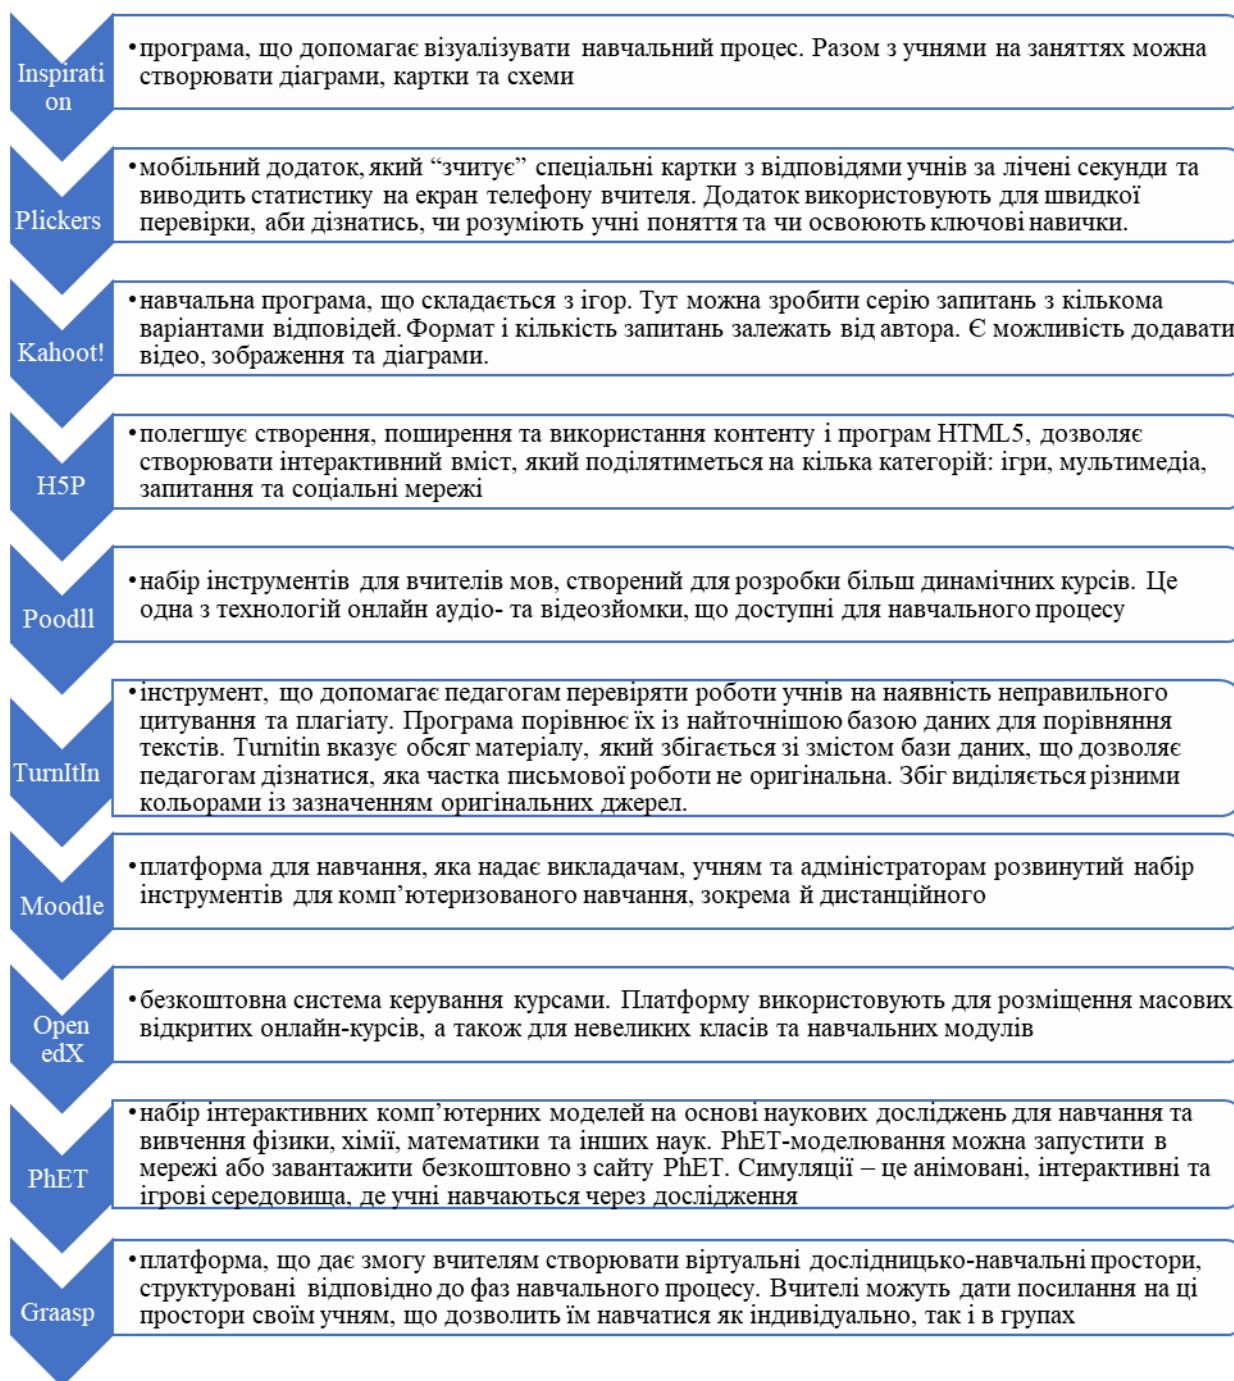 Inspirati
on
•програма, що допомагає візуалізувати навчальний процес. Разом з учнями на заняттях можна
створювати діаграми, картки та схеми
Plickers
•мобільний додаток, який “зчитує” спеціальні картки з відповідями учнів за лічені секунди та
виводить статистику на екран телефону вчителя. Додаток використовують для швидкої
перевірки, аби дізнатись, чи розуміють учні поняття та чи освоюють ключові навички.
Kahoot!
•навчальна програма, що складається з ігор. Тут можна зробити серію запитань з кількома
варіантами відповідей. Формат і кількість запитань залежать від автора. Є можливість додавати
відео, зображення та діаграми.
H5P
•полегшує створення, поширення та використання контенту і програм HTML5, дозволяє
створювати інтерактивний вміст, який поділятиметься на кілька категорій: ігри, мультимедіа,
запитання та соціальні мережі
Poodll
•набір інструментів для вчителів мов, створений для розробки більш динамічних курсів. Це
одна з технологій онлайн аудіо- та відеозйомки, що доступні для навчального процесу
TurnItIn
•інструмент, що допомагає педагогам перевіряти роботи учнів на наявність неправильного
цитування та плагіату. Програма порівнює їх із найточнішою базою даних для порівняння
текстів. Turnitin вказує обсяг матеріалу, який збігається зі змістом бази даних, що дозволяє
педагогам дізнатися, яка частка письмової роботи не оригінальна. Збіг виділяється різними
кольорами із зазначенням оригінальних джерел.
Moodle
•платформа для навчання, яка надає викладачам, учням та адміністраторам розвинутий набір
інструментів для комп’ютеризованого навчання, зокрема й дистанційного
Open
edX
•безкоштовна система керування курсами. Платформу використовують для розміщення масових
відкритих онлайн-курсів, а також для невеликих класів та навчальних модулів
PhET
•набір інтерактивних комп’ютерних моделей на основі наукових досліджень для навчання та
вивчення фізики, хімії, математики та інших наук. PhET-моделювання можна запустити в
мережі або завантажити безкоштовно з сайту PhET. Симуляції – це анімовані, інтерактивні та
ігрові середовища, де учні навчаються через дослідження
Graasp
•платформа, що дає змогу вчителям створювати віртуальні дослідницько-навчальні простори,
структуровані відповідно до фаз навчального процесу. Вчителі можуть дати посилання на ці
простори своїм учням, що дозволить їм навчатися як індивідуально, так і в групах